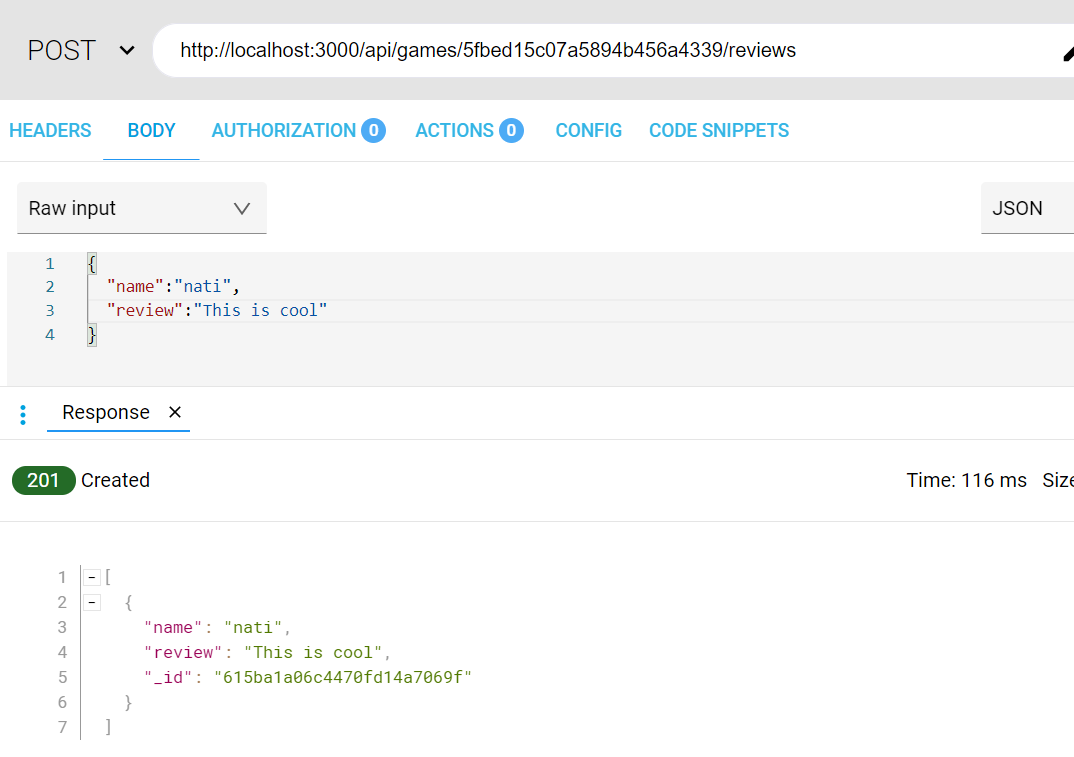 POST http://localhost:3000/api/games/5fbed15c07a5894b456a4339/reviews
HEADERS BODY AUTHORIZATION 0 ACTIONS 0 CONFIG CODE SNIPPETS
Raw input JSON
1 {
2 "name":"nati",
3 "review":"This is cool"
4 }
Response ×
201 Created Time: 116 ms Size
1 - [
2 - {
3 "name": "nati",
4 "review": "This is cool",
5 "_id": "615ba1a06c4470fd14a7069f"
6 }
7 ]